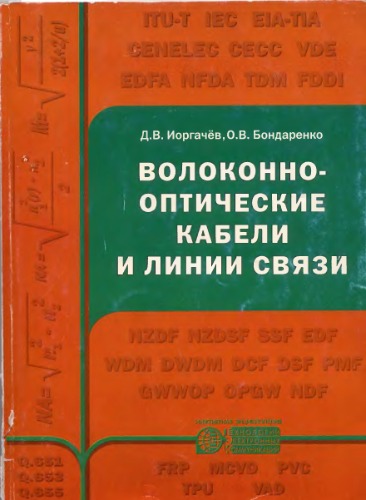 ITU-T IEC EIA-TIA
CENELEC CECC VDE
EDFA NFDA TDM FDDI
Д.В. Иоргачёв, О.В. Бондаренко
ВОЛОКОННО-
ОПТИЧЕСКИЕ
КАБЕЛИ
И ЛИНИИ СВЯЗИ
NZDF NZDSF SSF EDF
WDM DWDM DCF DSF PMF
GWWOP OPGW NDF
G.651
G.653
G.655
FRP MCVD PVC
TPU VAD